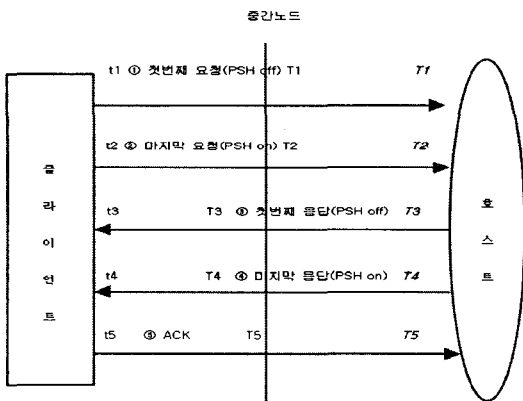 중간노드
t1 ① 첫번째 요청(PSH off) T1 T1
t2 ② 마지막 요청(PSH on) T2 T2
t3 T3 ③ 첫번째 응답(PSH off) T3
t4 T4 ④ 마지막 응답(PSH on) T4
t5 ⑤ ACK T5 T5
클라이언트
호스트